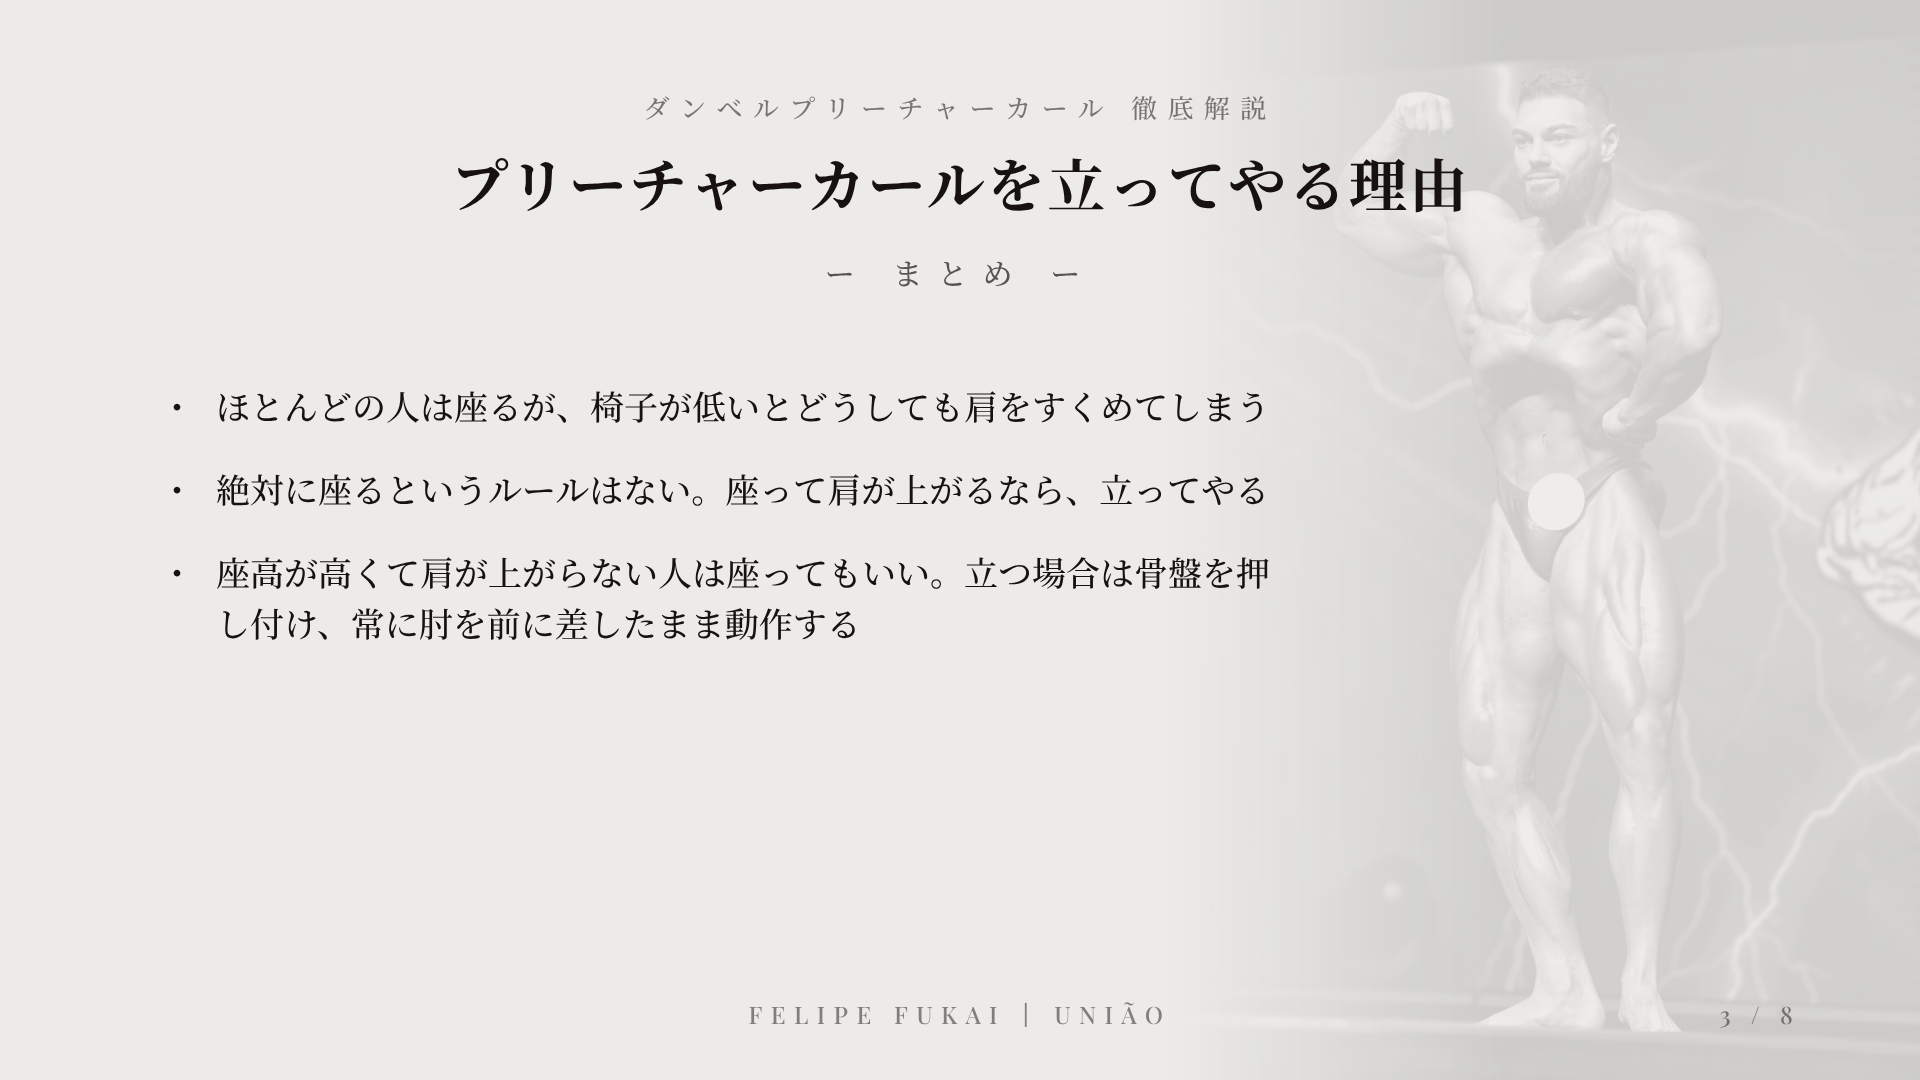 ダンベルプリーチャーカール 徹底解説
プリーチャーカールを立ってやる理由
ー まとめ ー
・ ほとんどの人は座るが、椅子が低いとどうしても肩をすくめてしまう
・ 絶対に座るというルールはない。座って肩が上がるなら、立ってやる
・ 座高が高くて肩が上がらない人は座ってもいい。立つ場合は骨盤を押
し付け、常に肘を前に差したまま動作する
FELIPE FUKAI | UNIÃO
3 / 8